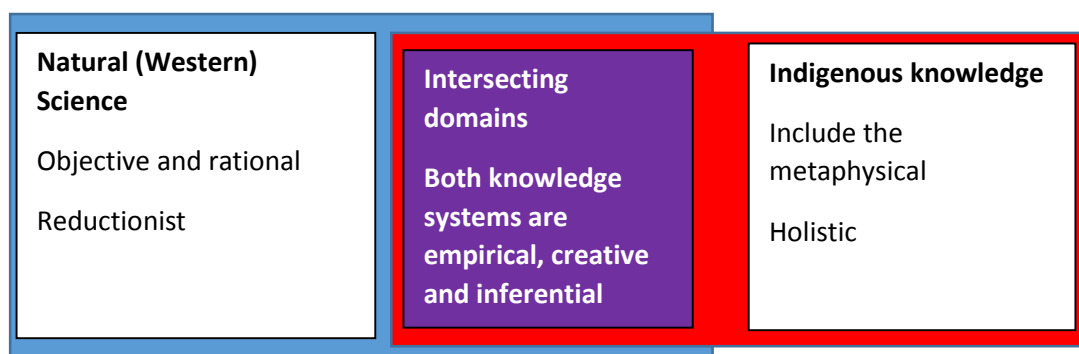 Natural (Western)
Science
Objective and rational
Reductionist
Intersecting
domains
Both knowledge
systems are
empirical, creative
and inferential
Indigenous knowledge
Include the
metaphysical
Holistic